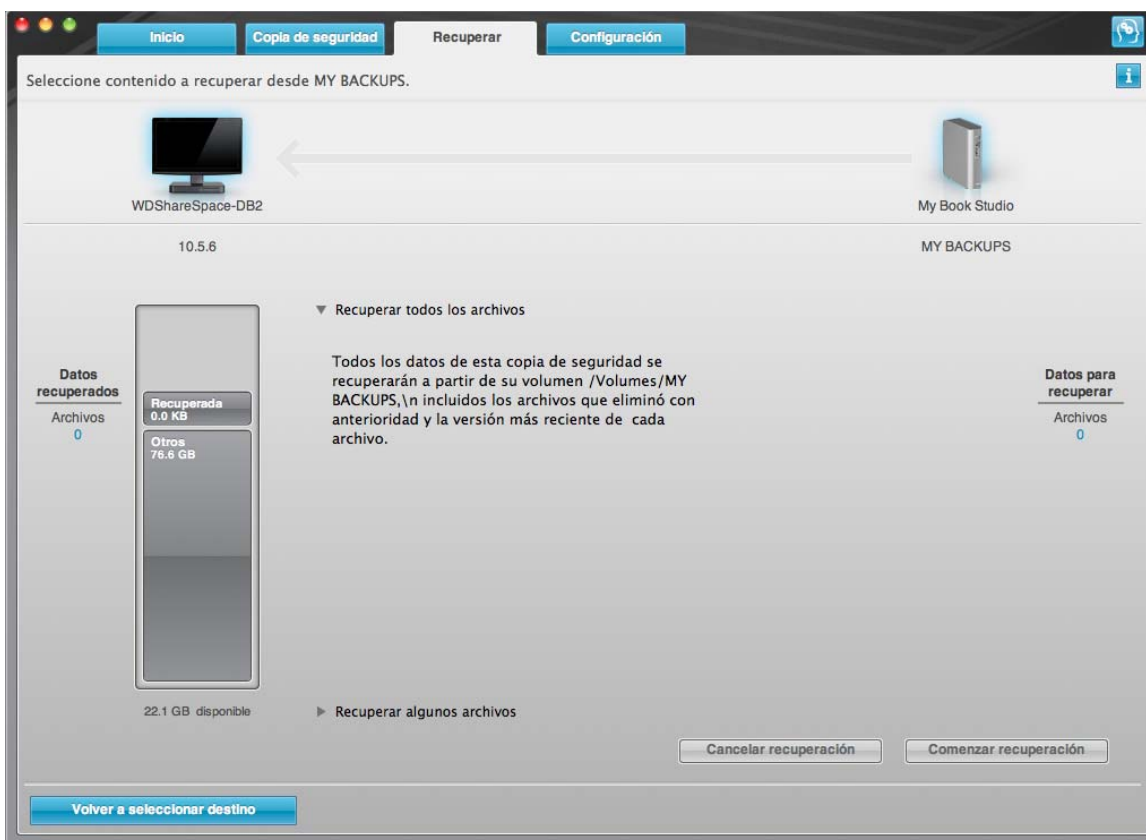 Inicio
Copia de seguridad
Recuperar
Configuración
Seleccione contenido a recuperar desde MY BACKUPS.
i
WDShareSpace-DB2
My Book Studio
10.5.6
MY BACKUPS
Recuperar todos los archivos
Todos los datos de esta copia de seguridad se
recuperarán a partir de su volumen /Volumes/MY
BACKUPS,\n incluidos los archivos que eliminó con
anterioridad y la versión más reciente de cada
archivo.
Datos
recuperados
Archivos
0
Recuperada
0.0 KB
Otros
76.6 GB
Datos para
recuperar
Archivos
0
22.1 GB disponible
Recuperar algunos archivos
Cancelar recuperación
Comenzar recuperación
Volver a seleccionar destino